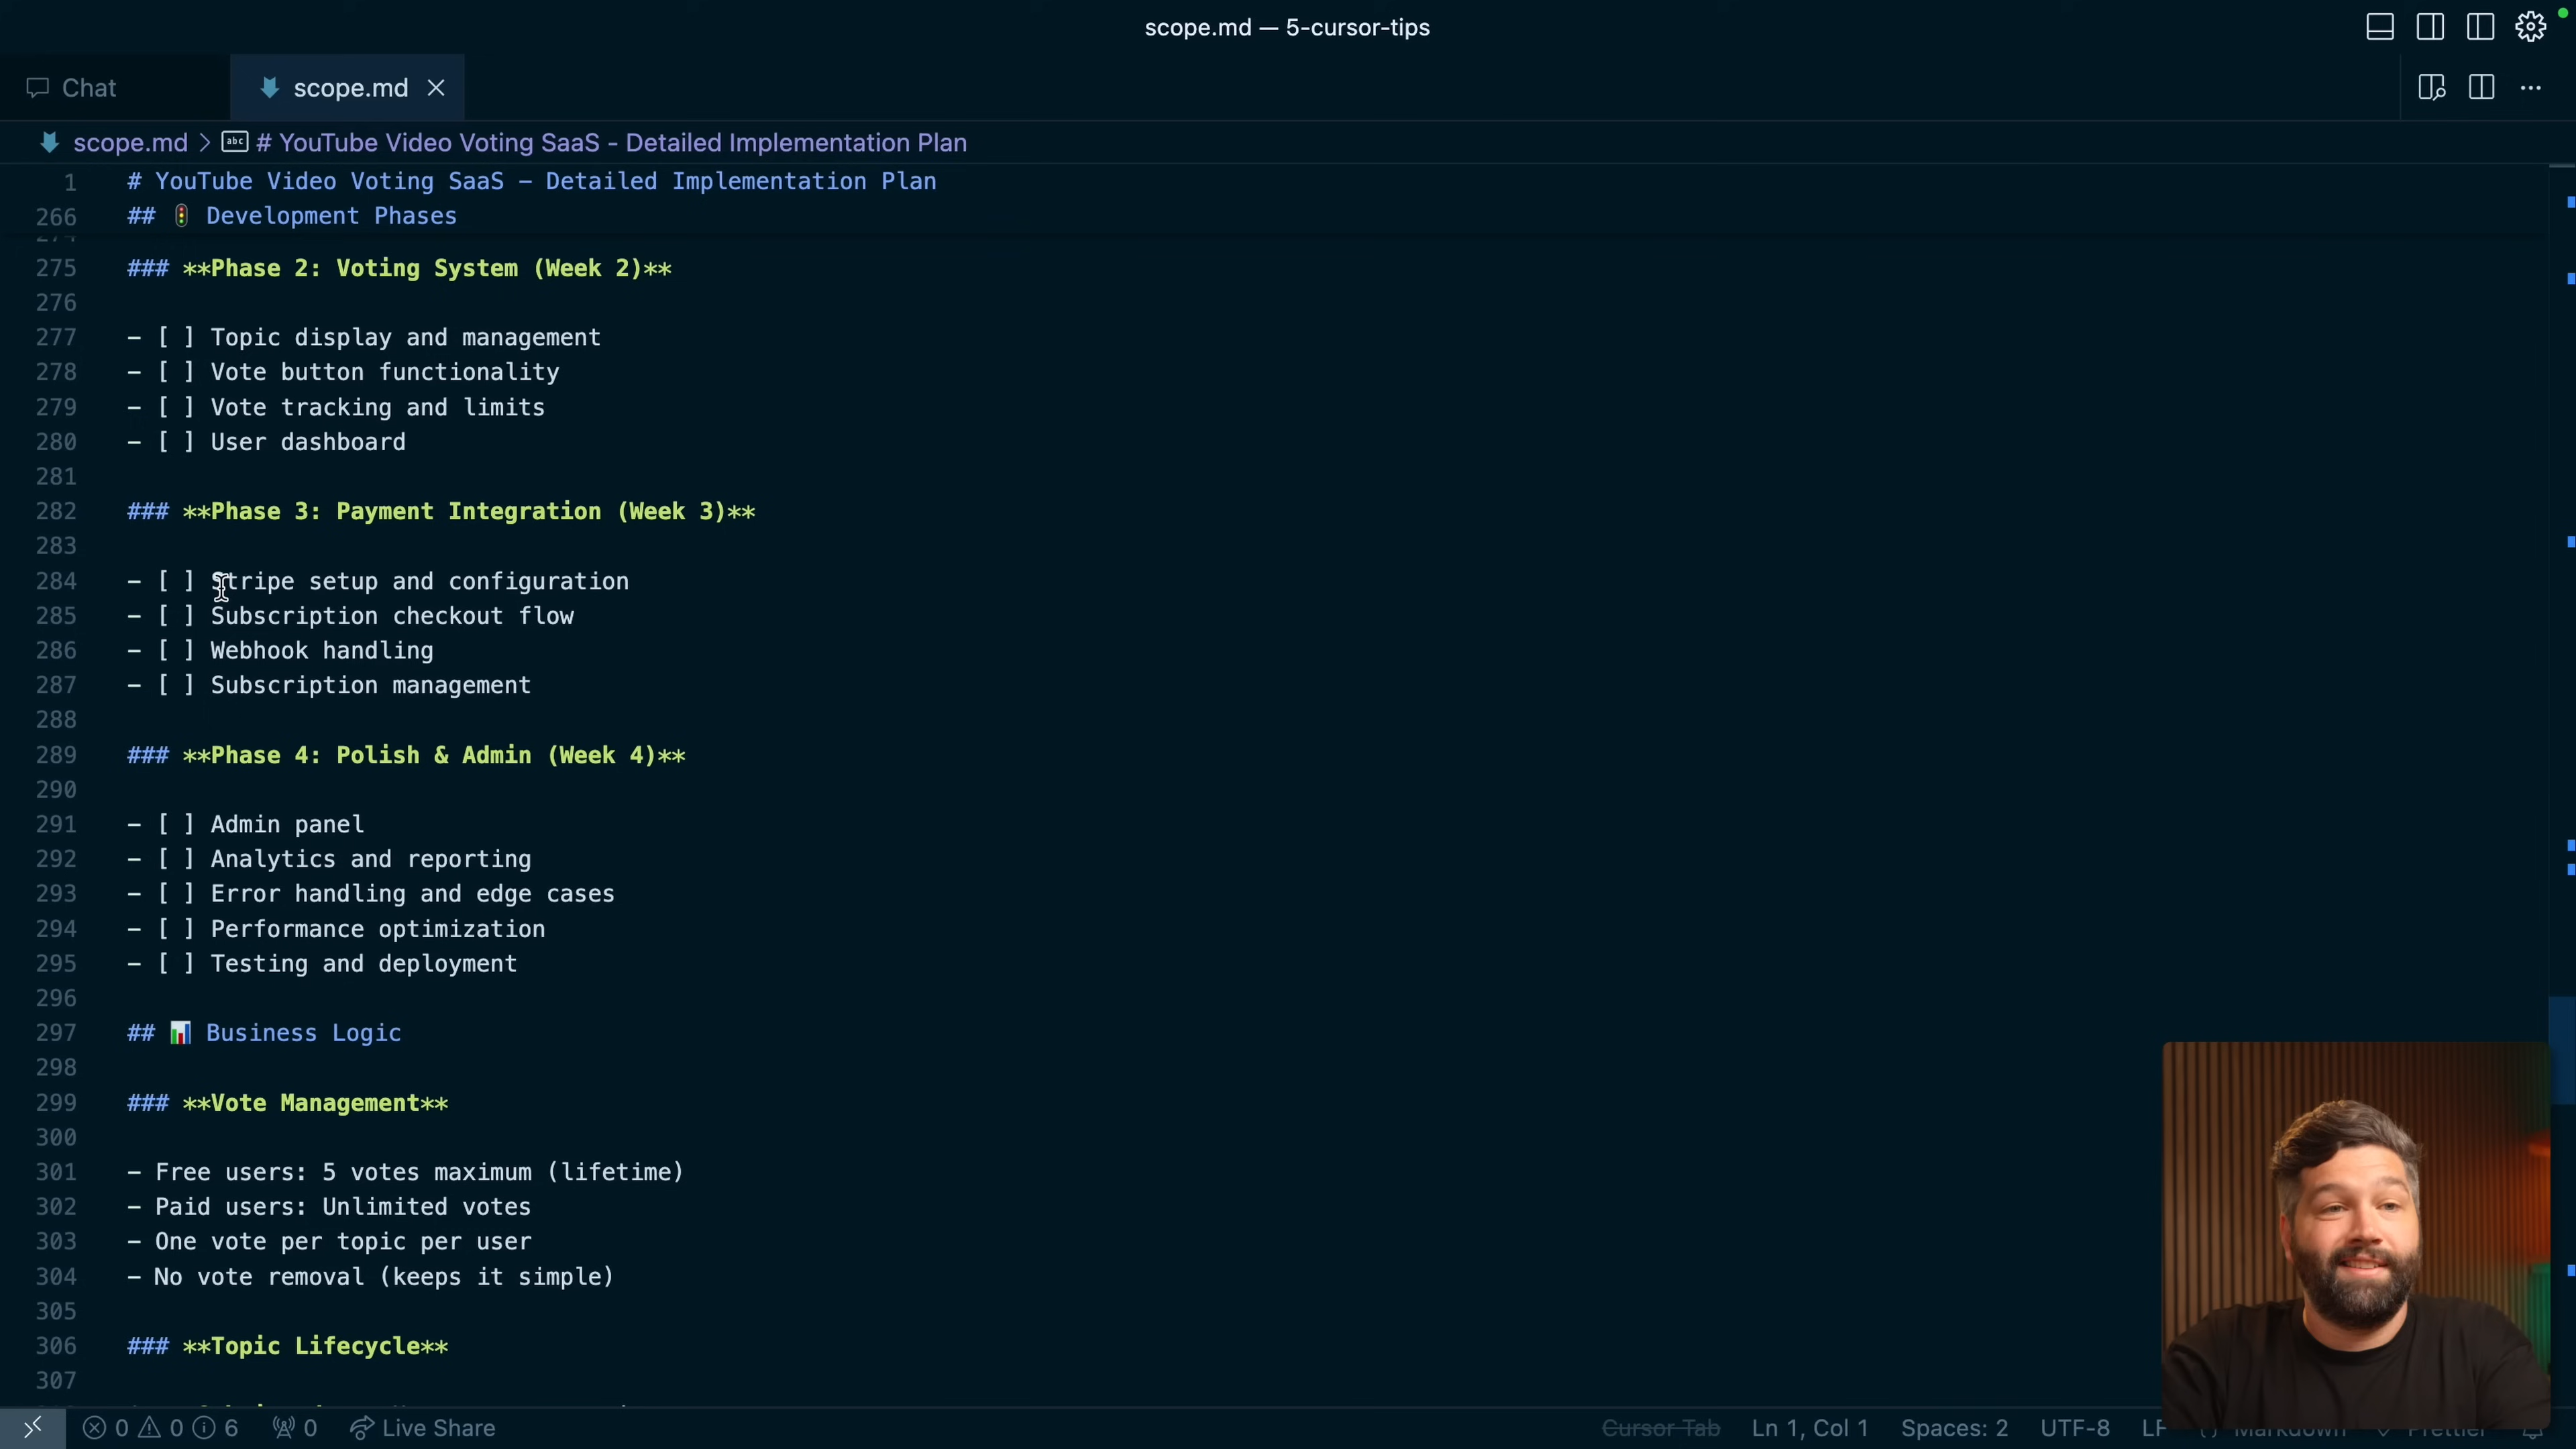 scope.md — 5-cursor-tips
Chat
scope.md
scope.md > abc # YouTube Video Voting SaaS - Detailed Implementation Plan
1 # YouTube Video Voting SaaS – Detailed Implementation Plan
266 ## 🚦 Development Phases
274
275 ### **Phase 2: Voting System (Week 2)**
276
277 - [ ] Topic display and management
278 - [ ] Vote button functionality
279 - [ ] Vote tracking and limits
280 - [ ] User dashboard
281
282 ### **Phase 3: Payment Integration (Week 3)**
283
284 - [ ] Stripe setup and configuration
285 - [ ] Subscription checkout flow
286 - [ ] Webhook handling
287 - [ ] Subscription management
288
289 ### **Phase 4: Polish & Admin (Week 4)**
290
291 - [ ] Admin panel
292 - [ ] Analytics and reporting
293 - [ ] Error handling and edge cases
294 - [ ] Performance optimization
295 - [ ] Testing and deployment
296
297 ## 📊 Business Logic
298
299 ### **Vote Management**
300
301 - Free users: 5 votes maximum (lifetime)
302 - Paid users: Unlimited votes
303 - One vote per topic per user
304 - No vote removal (keeps it simple)
305
306 ### **Topic Lifecycle**
307
0 0 6 0 Live Share Cursor Tab Ln 1, Col 1 Spaces: 2 UTF-8 LF Markdown Prettier